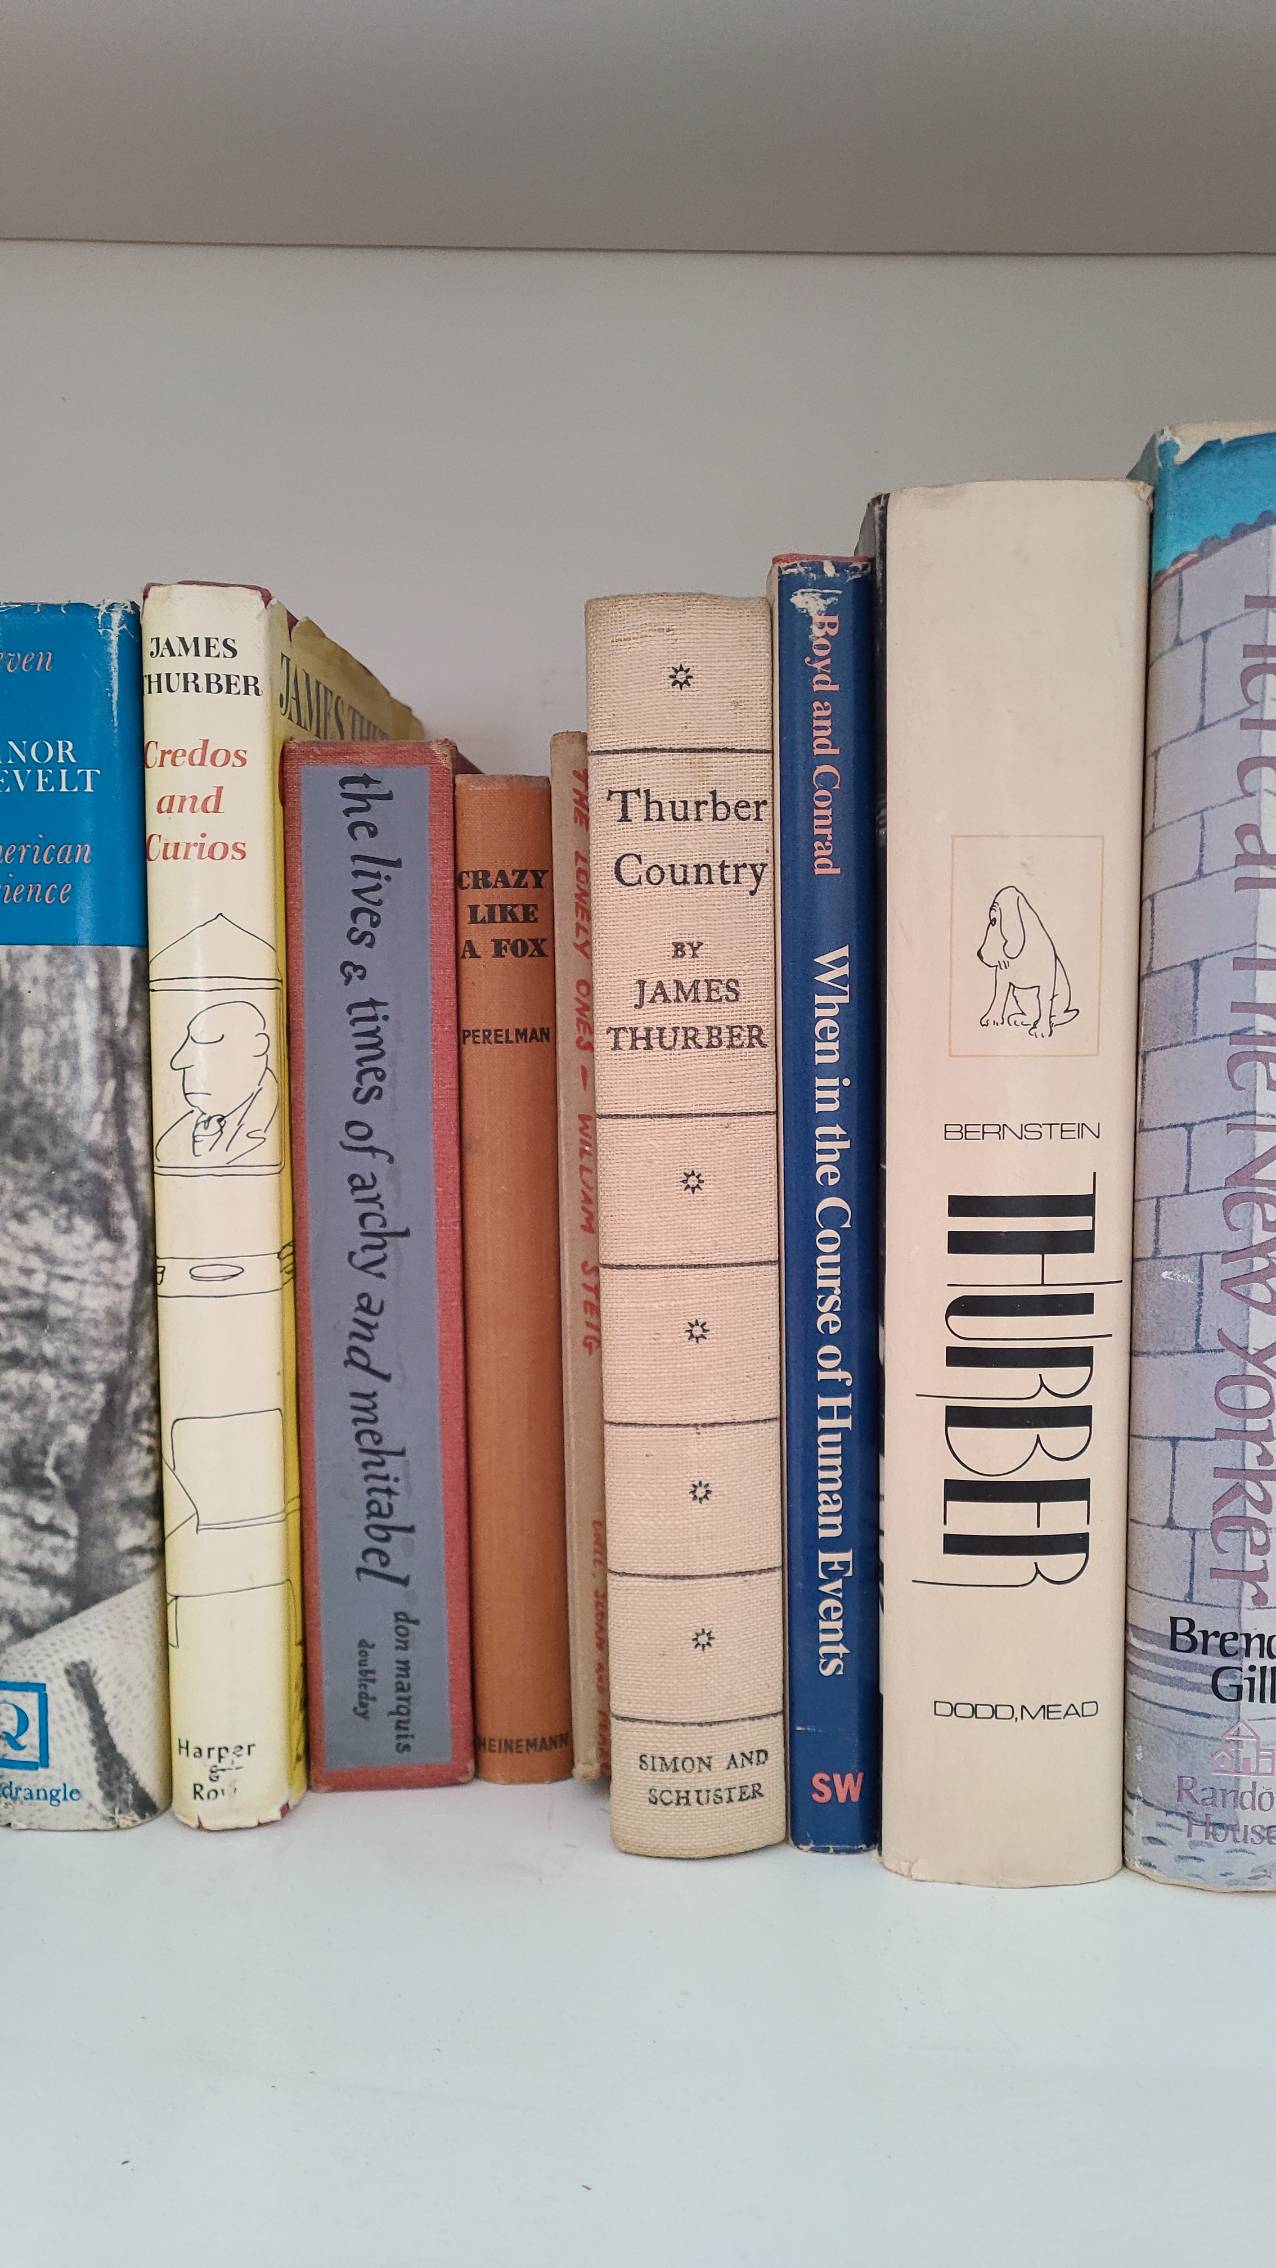 even
NOR
EVELT
erican
ience
Q
drangle
JAMES
THURBER
Credos
and
Curios
Harper
&
Row
JAMES THU
the lives & times of archy and mehitabel
don marquis
doubleday
CRAZY
LIKE
A FOX
PERELMAN
HEINEMANN
THE LONELY ONES - WILLIAM STEIG
Thurber
Country
BY
JAMES
THURBER
SIMON AND
SCHUSTER
Boyd and Conrad
When in the Course of Human Events
SW
BERNSTEIN
THURBER
DODD, MEAD
Here at The New Yorker
Bren
Gill
Rando
House